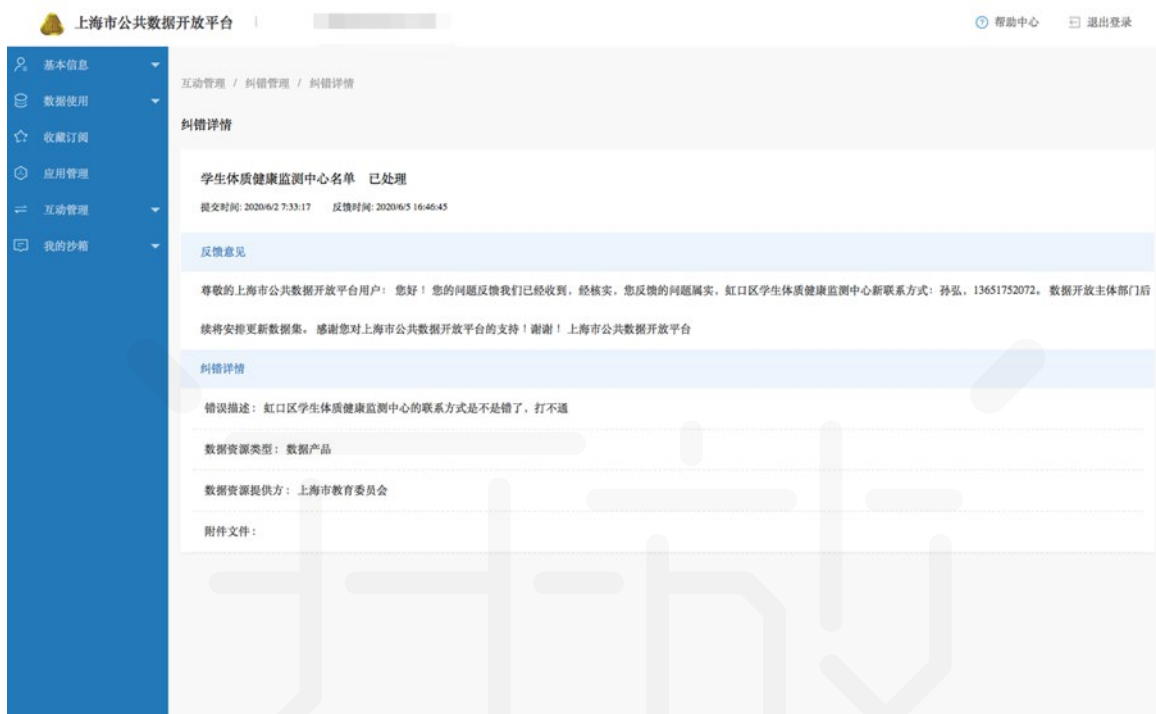 上海市公共数据开放平台
帮助中心
退出登录
基本信息
数据使用
收藏订阅
应用管理
互动管理
我的沙箱
互动管理 / 纠错管理 / 纠错详情
纠错详情
学生体质健康监测中心名单 已处理
提交时间: 2020/6/2 7:33:17 反馈时间: 2020/6/5 16:46:45
反馈意见
尊敬的上海市公共数据开放平台用户： 您好！ 您的问题反馈我们已经收到，经核实，您反馈的问题属实，虹口区学生体质健康监测中心新联系方式：孙弘，13651752072。 数据开放主体部门后
续将安排更新数据集。 感谢您对上海市公共数据开放平台的支持！谢谢！ 上海市公共数据开放平台
纠错详情
错误描述： 虹口区学生体质健康监测中心的联系方式是不是错了，打不通
数据资源类型： 数据产品
数据资源提供方： 上海市教育委员会
附件文件：